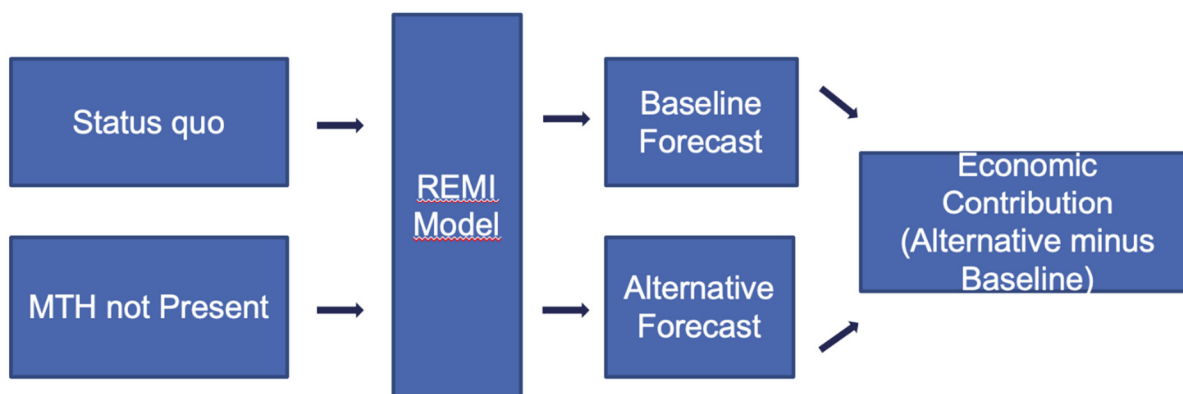 Status quo
MTH not Present
REMI
Model
Baseline
Forecast
Alternative
Forecast
Economic
Contribution
(Alternative minus
Baseline)